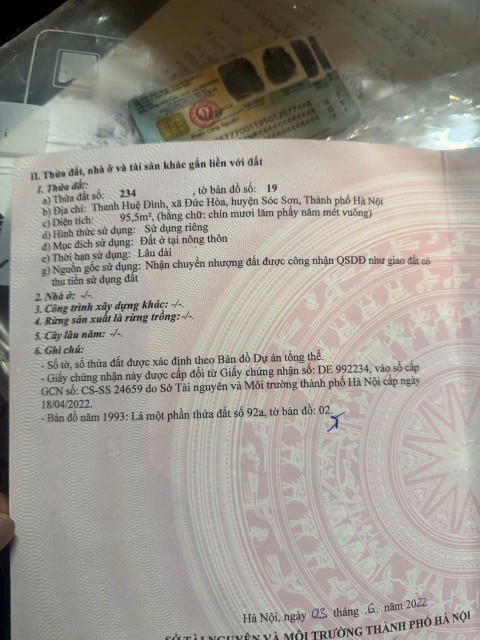 II. Thửa đất, nhà ở và tài sản khác gắn liền với đất
1. Thửa đất:
a) Thửa đất số: 234 , tờ bản đồ số: 19
b) Địa chỉ: Thanh Huệ Đình, xã Đức Hòa, huyện Sóc Sơn, Thành phố Hà Nội
c) Diện tích: 95,5m², (bằng chữ: chín mươi lăm phẩy năm mét vuông)
d) Hình thức sử dụng: Sử dụng riêng
đ) Mục đích sử dụng: Đất ở tại nông thôn
e) Thời hạn sử dụng: Lâu dài
g) Nguồn gốc sử dụng: Nhận chuyển nhượng đất được công nhận QSDĐ như giao đất có
thu tiền sử dụng đất
2. Nhà ở: -/-.
3. Công trình xây dựng khác: -/-.
4. Rừng sản xuất là rừng trồng: -/-.
5. Cây lâu năm: -/-.
6. Ghi chú:
- Số tờ, số thửa đất được xác định theo Bản đồ Dự án tổng thể.
- Giấy chứng nhận này được cấp đổi từ Giấy chứng nhận số: DE 992234, vào sổ cấp
GCN số: CS-SS 24659 do Sở Tài nguyên và Môi trường thành phố Hà Nội cấp ngày
18/04/2022.
- Bản đồ năm 1993: Là một phần thửa đất số 92a, tờ bản đồ: 02.
Hà Nội, ngày 03 tháng 6 năm 2022
SỞ TÀI NGUYÊN VÀ MÔI TRƯỜNG THÀNH PHỐ HÀ NỘI